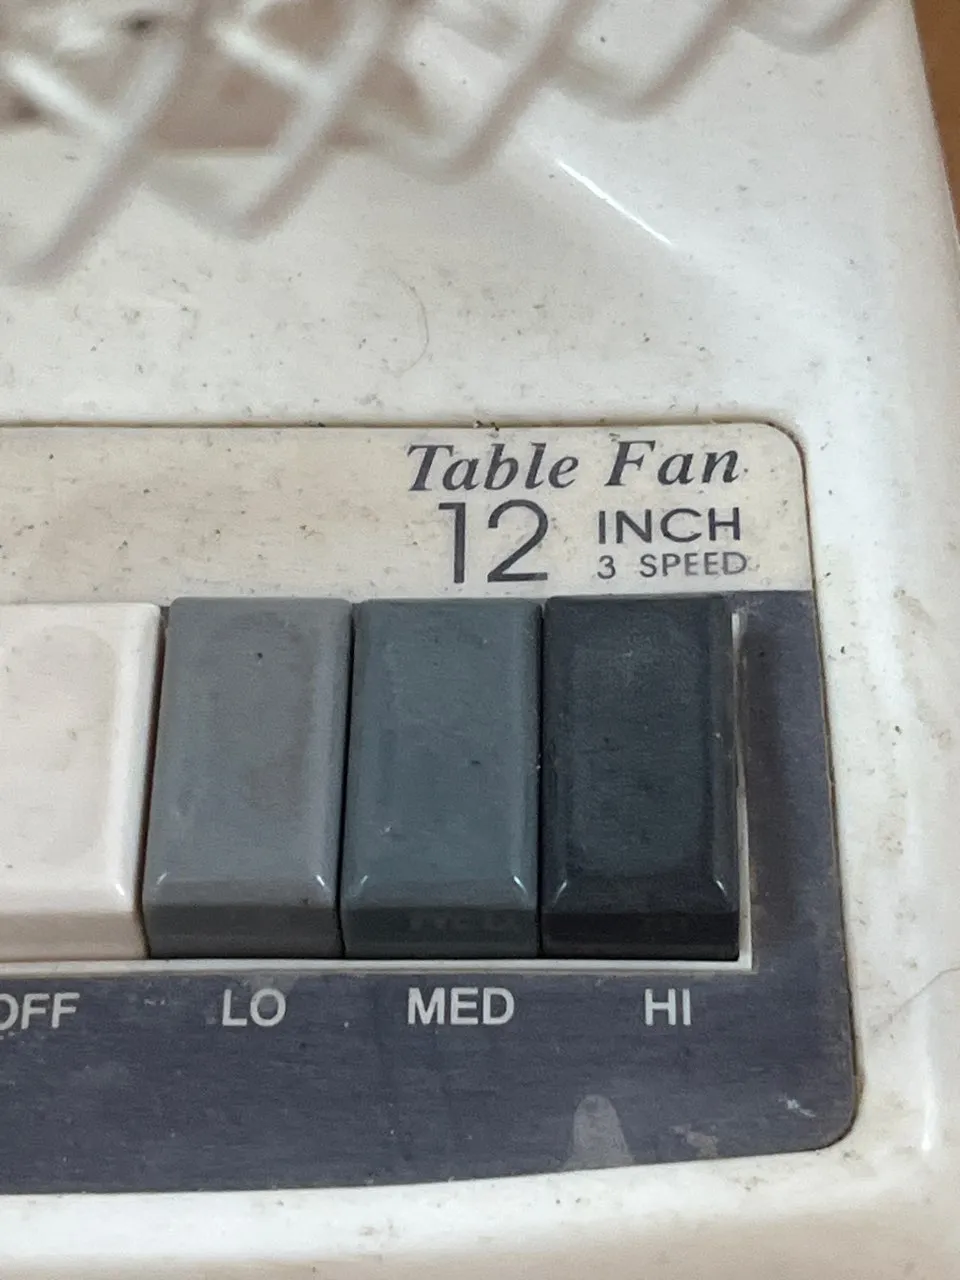 Table Fan
12 INCH
3 SPEED
OFF LO MED HI